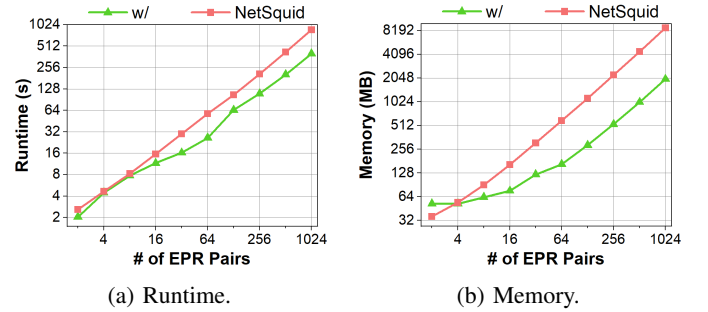 w/ NetSquid
Runtime (s)
1024
512
256
128
64
32
16
8
4
2
4 16 64 256 1024
# of EPR Pairs
(a) Runtime.
w/ NetSquid
Memory (MB)
8192
4096
2048
1024
512
256
128
64
32
4 16 64 256 1024
# of EPR Pairs
(b) Memory.